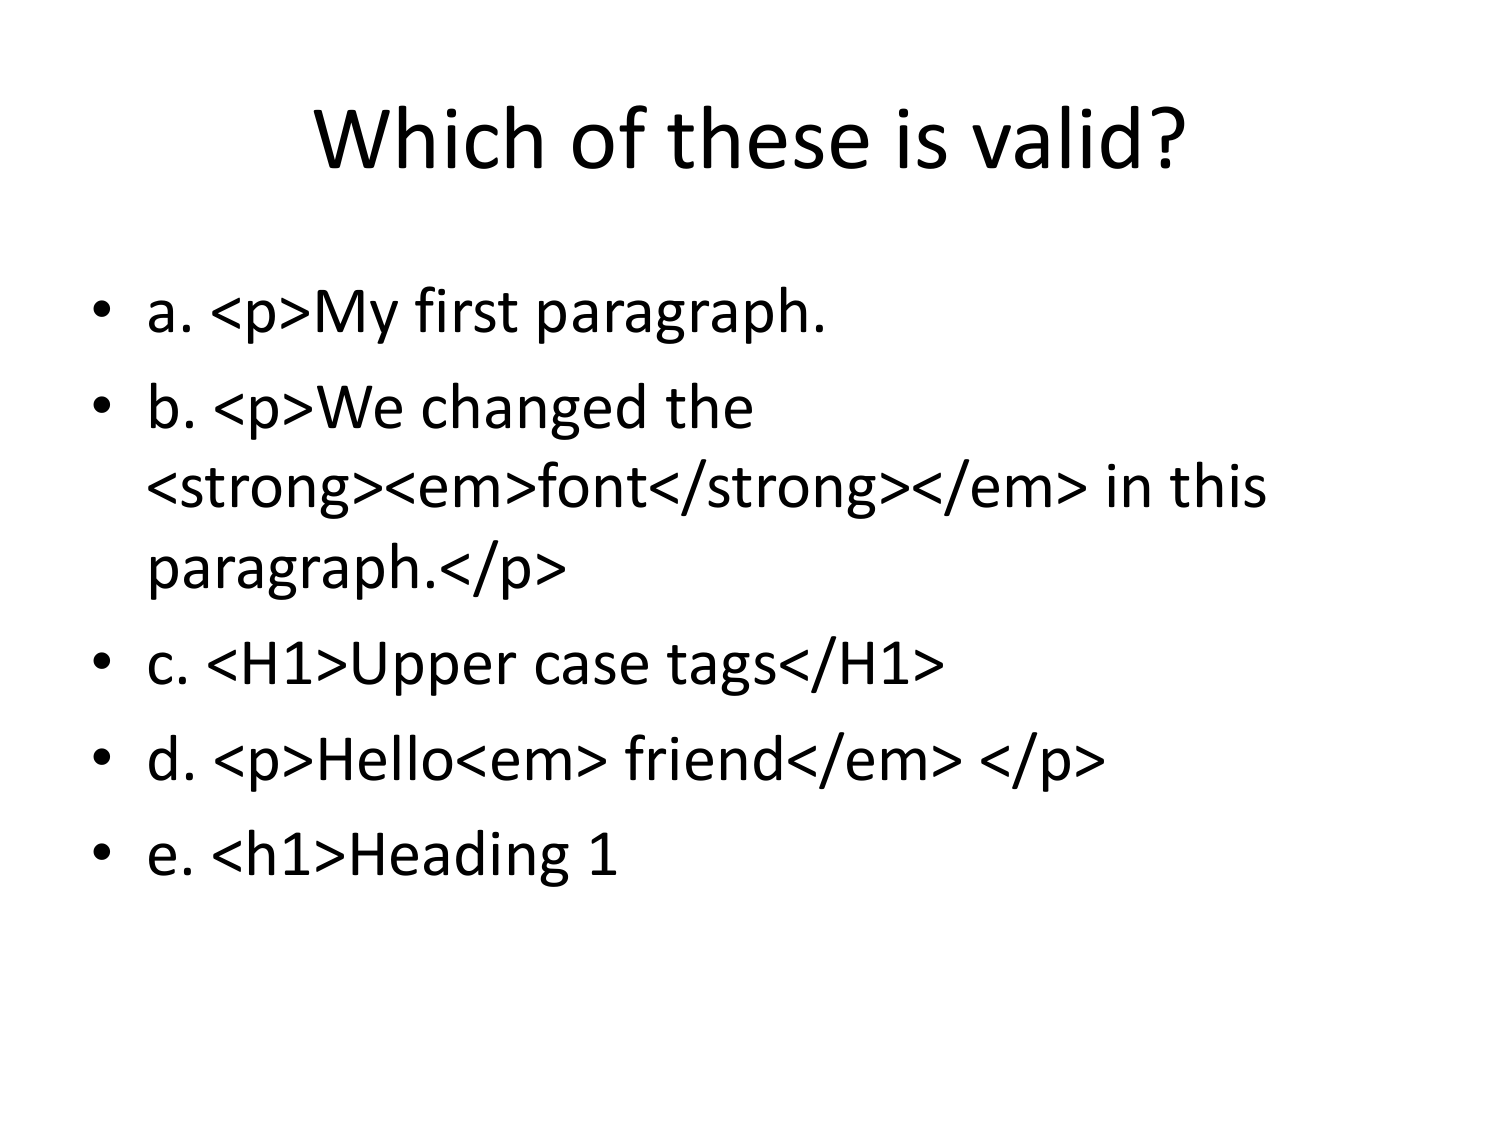 Which of these is valid?
• a. <p>My first paragraph.
• b. <p>We changed the
<strong><em>font</strong></em> in this
paragraph.</p>
• c. <H1>Upper case tags</H1>
• d. <p>Hello<em> friend</em> </p>
• e. <h1>Heading 1